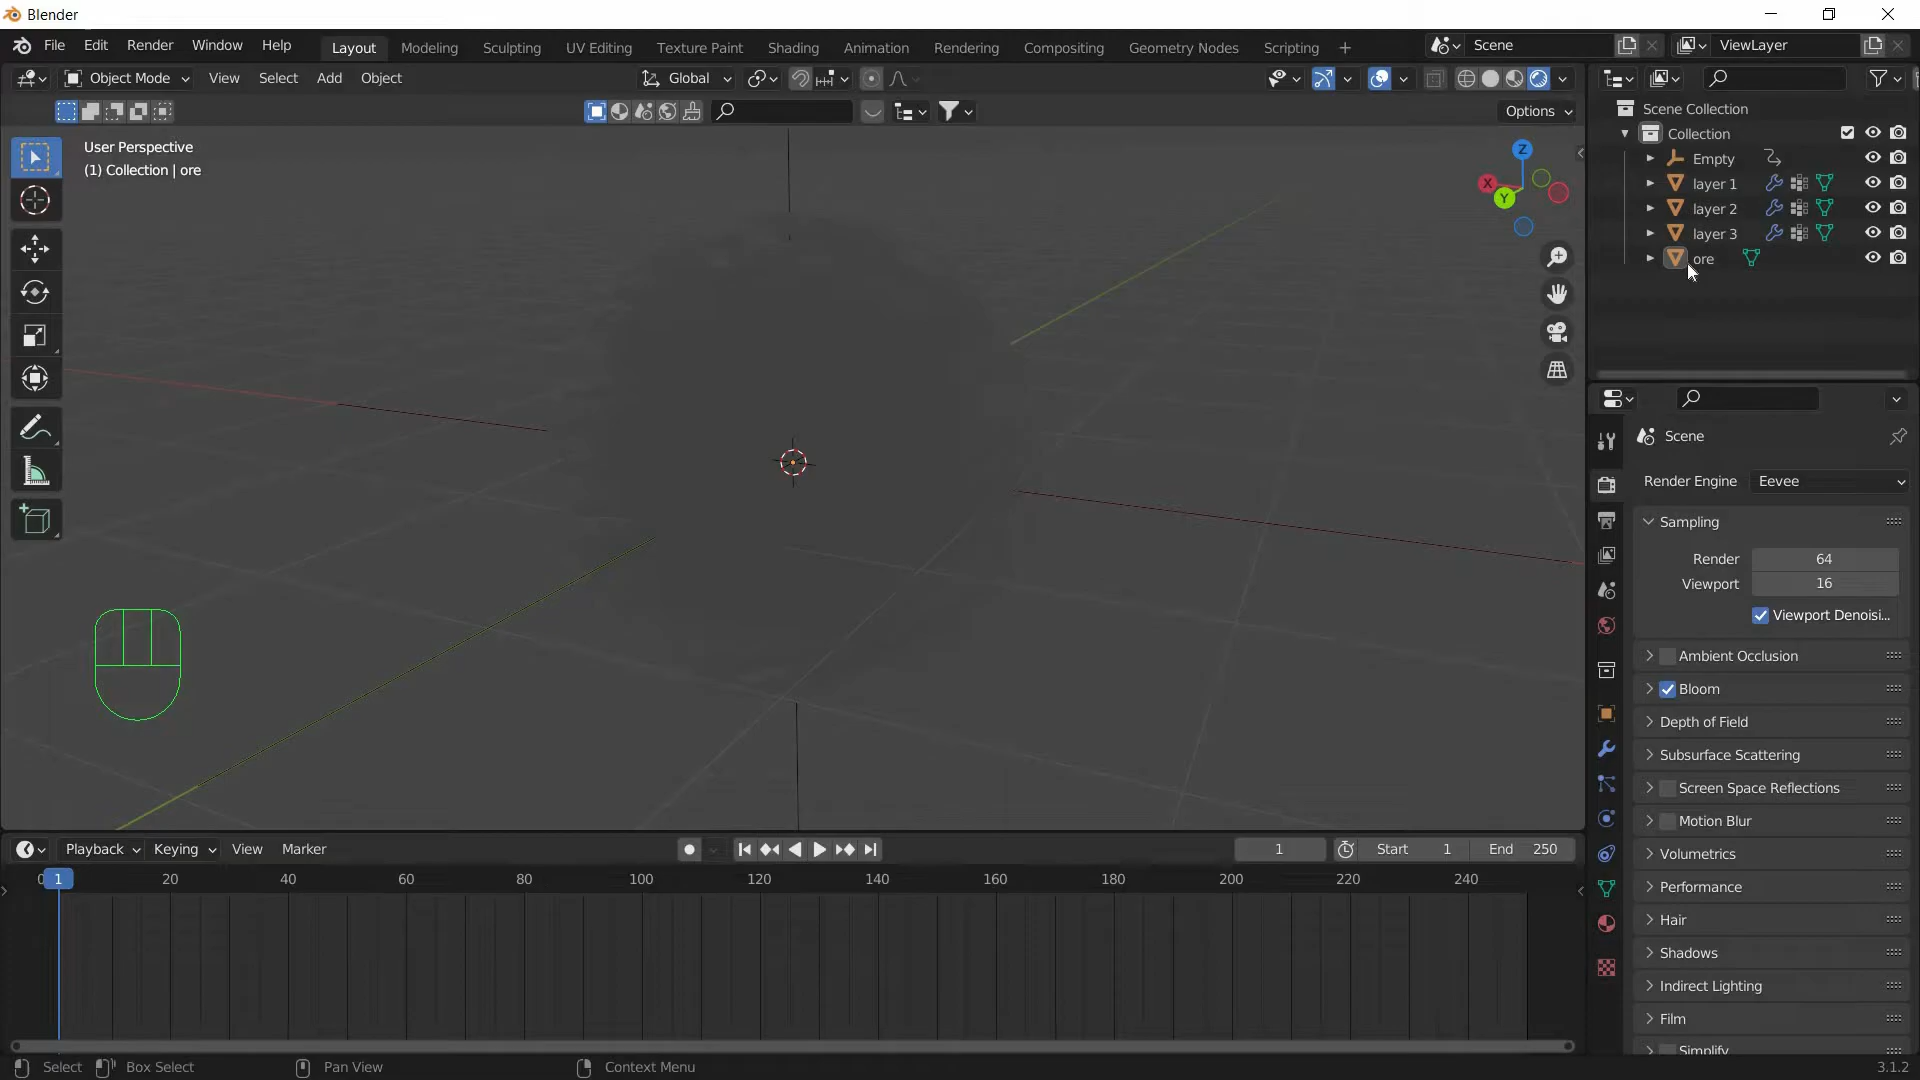 Blender
File Edit Render Window Help Layout Modeling Sculpting UV Editing Texture Paint Shading Animation Rendering Compositing Geometry Nodes Scripting + Scene ViewLayer
Object Mode View Select Add Object Global
Options
User Perspective
(1) Collection | ore
Z
X
Y
Scene Collection
Collection
Empty
layer 1
layer 2
layer 3
ore
Scene
Render Engine Eevee
Sampling
Render 64
Viewport 16
Viewport Denoisi...
Ambient Occlusion
Bloom
Depth of Field
Subsurface Scattering
Screen Space Reflections
Motion Blur
Volumetrics
Performance
Hair
Shadows
Indirect Lighting
Film
Simplify
Playback Keying View Marker 1 Start 1 End 250
0 1 20 40 60 80 100 120 140 160 180 200 220 240
Select Box Select Pan View Context Menu 3.1.2